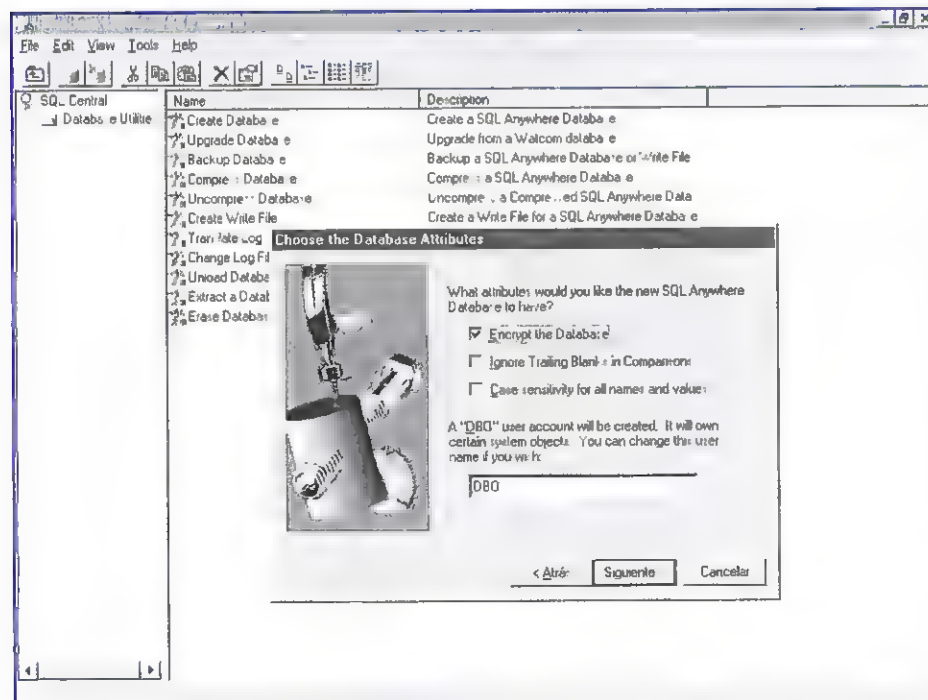 File Edit View Tools Help
SQL Central
Database Utilitie
Name Description
Create Database Create a SQL Anywhere Database
Upgrade Database Upgrade from a Watcom database
Backup Database Backup a SQL Anywhere Database or Write File
Compress Database Compress a SQL Anywhere Database
Uncompress Database Uncompress a Compressed SQL Anywhere Data
Create Write File Create a Write File for a SQL Anywhere Database
Translate Log
Change Log Fil
Unload Databa
Extract a Datab
Erase Databas
Choose the Database Attributes
What attributes would you like the new SQL Anywhere
Database to have?
Encrypt the Database
Ignore Trailing Blanks in Comparisons
Case sensitivity for all names and values
A "DBO" user account will be created. It will own
certain system objects. You can change this user
name if you wish:
DBO
< Atrás Siguiente Cancelar